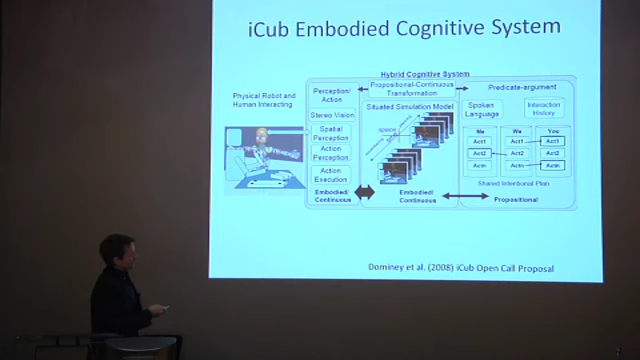 iCub Embodied Cognitive System
Hybrid Cognitive System
Physical Robot and
Human Interacting
Perception/
Action
Stereo Vision
Spatial
Perception
Action
Perception
Action
Execution
Embodied/
Continuous
Propositional-Continuous
Transformation
Situated Simulation Model
space
Embodied/
Continuous
Predicate-argument
Spoken
Language
Interaction
History
Me We You
Act1 Act1 Act1
Act2 Act2 Act2
Actn Actn Actn
Shared Intentional Plan
Propositional
Dominey et al. (2008) iCub Open Call Proposal